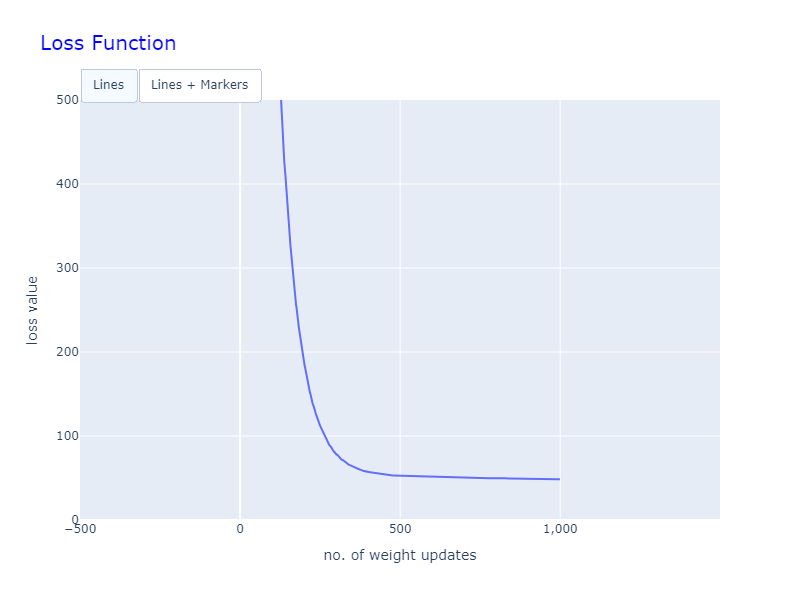 Loss Function
Lines
Lines + Markers
500
400
300
200
100
0
loss value
−500
0
500
1,000
no. of weight updates